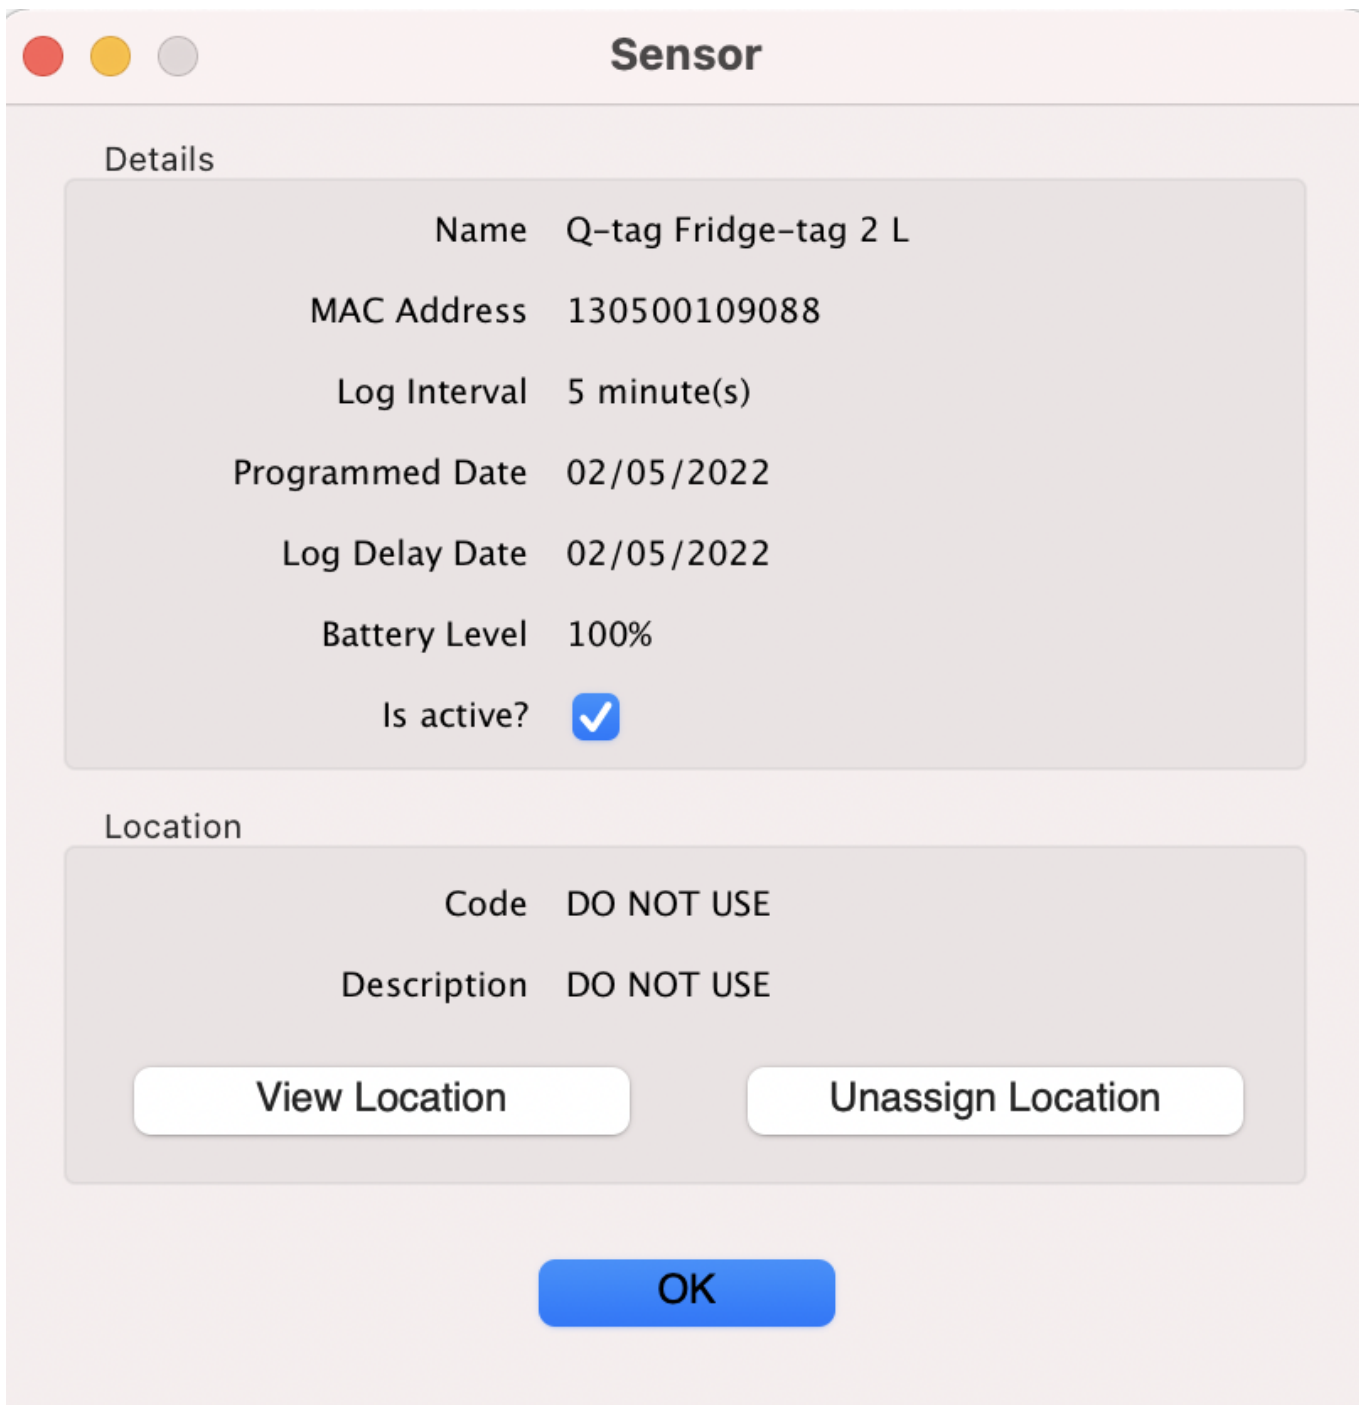 Sensor
Details
Name Q-tag Fridge-tag 2 L
MAC Address 130500109088
Log Interval 5 minute(s)
Programmed Date 02/05/2022
Log Delay Date 02/05/2022
Battery Level 100%
Is active?
Location
Code DO NOT USE
Description DO NOT USE
View Location Unassign Location
OK